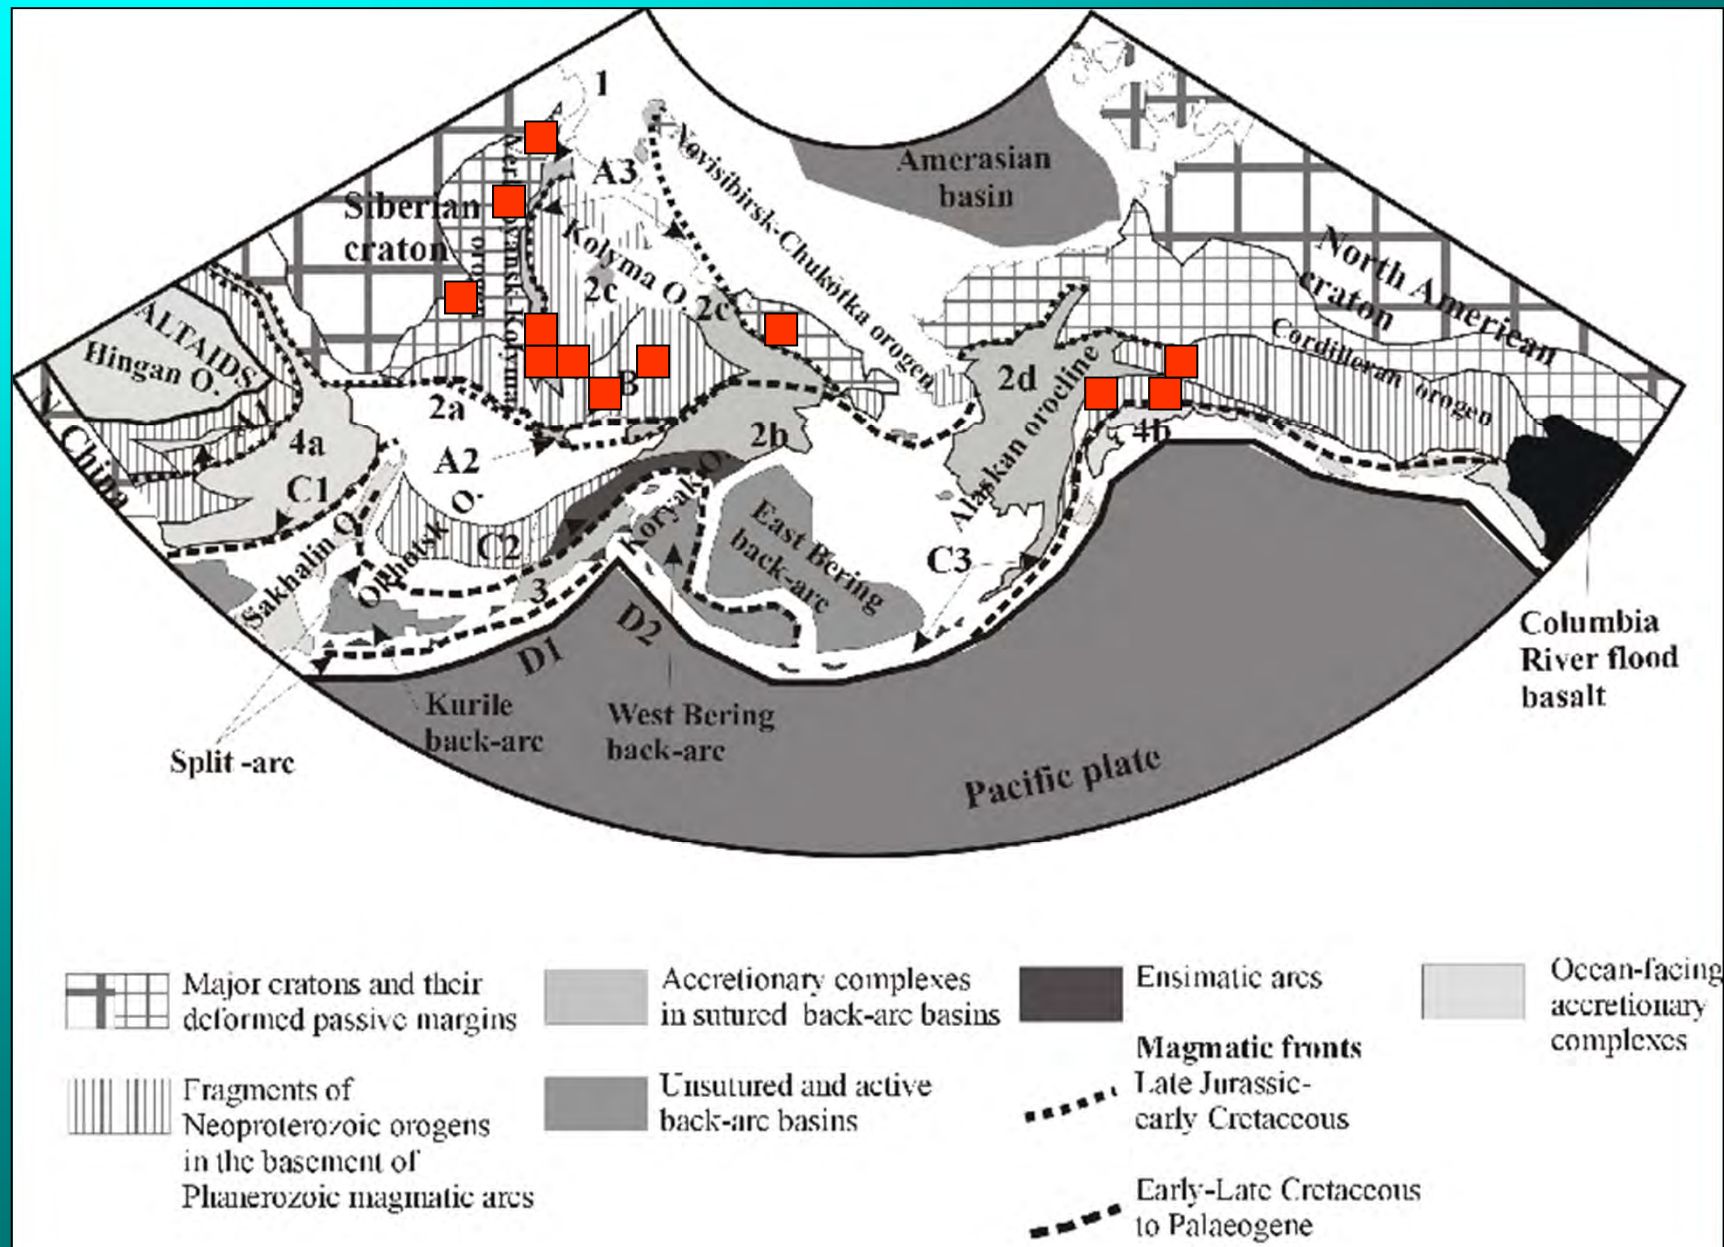 1
A3
Novisibirsk-Chukotka orogen
Amerasian
basin
Siberian
craton
Kolyma O.
2c
2c
North American
craton
Cordilleran orogen
ALTAIDS
Hingan O.
A1
N. China
2a
4a
A2
B
2b
2d
Alaskan orocline
4b
C1
Sakhalin O.
Okhotsk O.
C2
Koryak O.
East Bering
back-arc
C3
3
D1
D2
Columbia
River flood
basalt
Kurile
back-arc
West Bering
back-arc
Split -arc
Pacific plate
Major cratons and their
deformed passive margins
Accretionary complexes
in sutured back-arc basins
Ensimatic arcs
Ocean-facing
accretionary
complexes
Fragments of
Neoproterozoic orogens
in the basement of
Phanerozoic magmatic arcs
Unsutured and active
back-arc basins
Magmatic fronts
Late Jurassic-
early Cretaceous
Early-Late Cretaceous
to Palaeogene